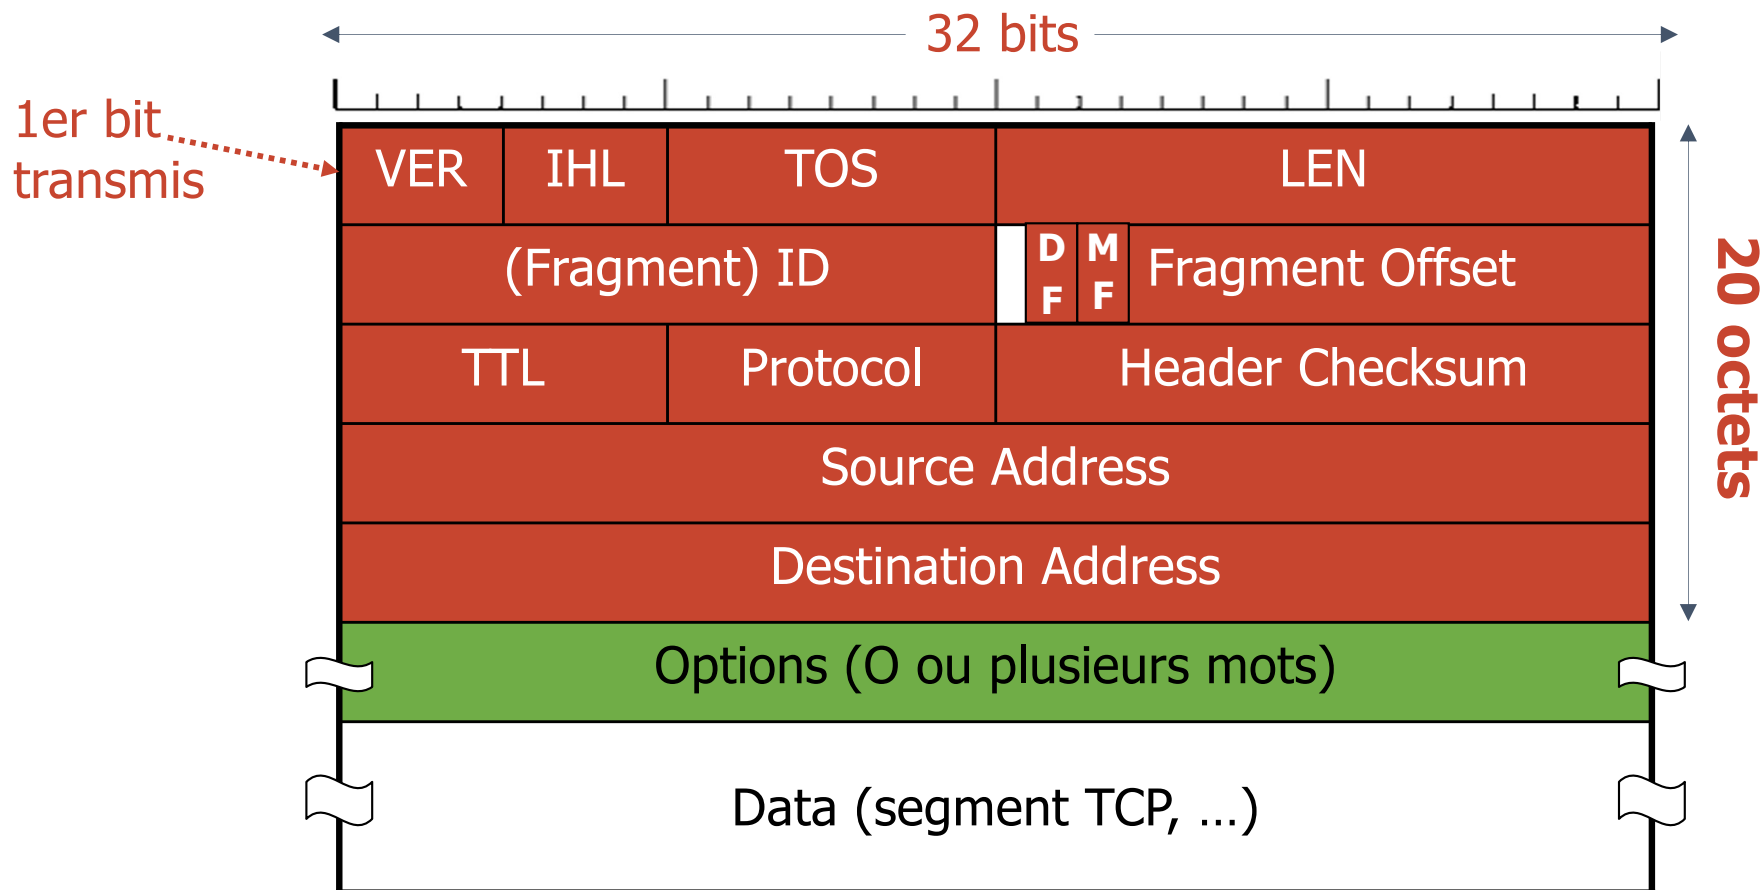 32 bits
1er bit
transmis
VER IHL TOS LEN
(Fragment) ID D F M F Fragment Offset
TTL Protocol Header Checksum
Source Address
Destination Address
20 octets
Options (O ou plusieurs mots)
Data (segment TCP, ...)